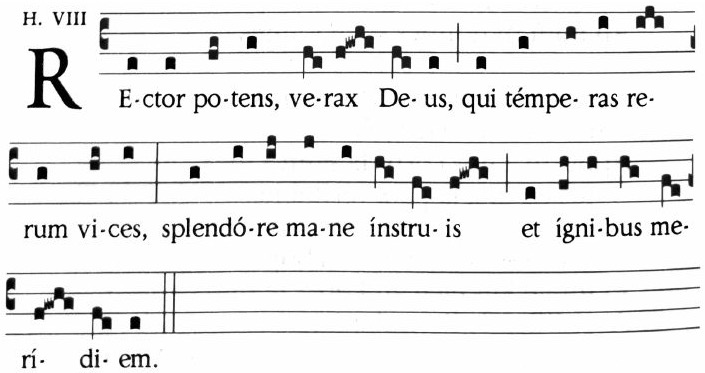 H. VIII
RE-ctor po-tens, ve-rax De-us, qui témpe-ras re-
rum vi-ces, splendó-re ma-ne ínstru-is et ígni-bus me-
rí-di-em.